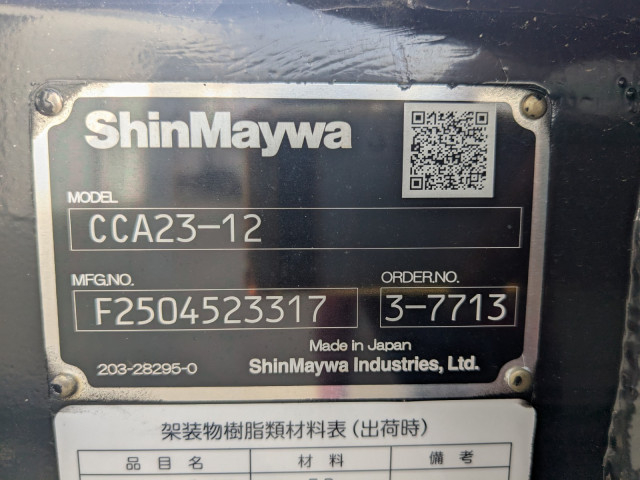 ShinMaywa
MODEL
CCA23-12
MFG.NO. ORDER.NO.
F2504523317 3-7713
Made in Japan
203-28295-0 ShinMaywa Industries, Ltd.
架装物樹脂類材料表(出荷時)
品目名 材料 備考